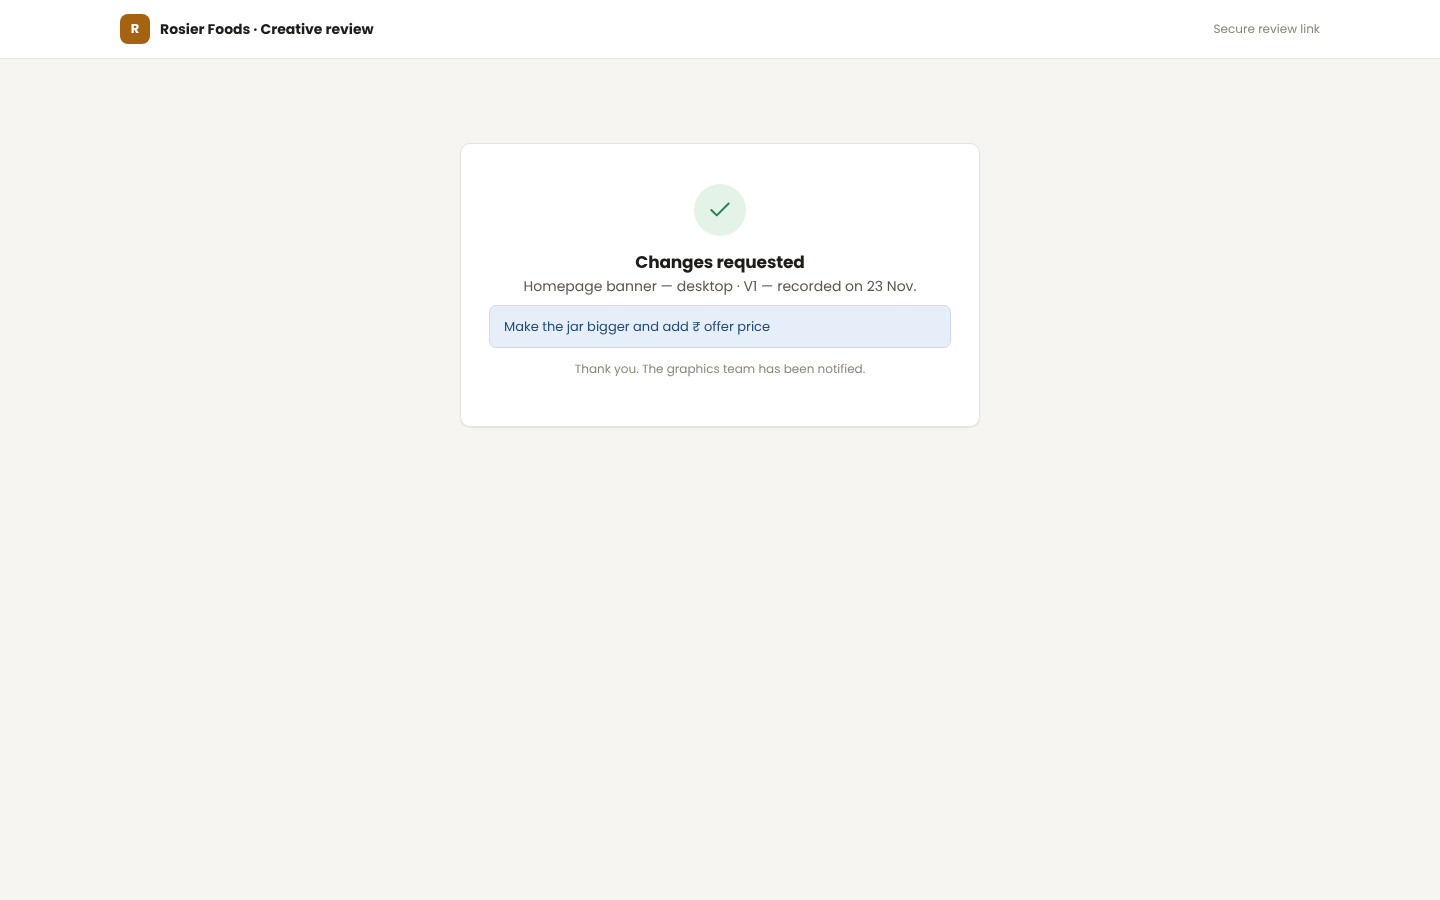 R
Rosier Foods · Creative review
Secure review link
Changes requested
Homepage banner — desktop · V1 — recorded on 23 Nov.
Make the jar bigger and add ₹ offer price
Thank you. The graphics team has been notified.